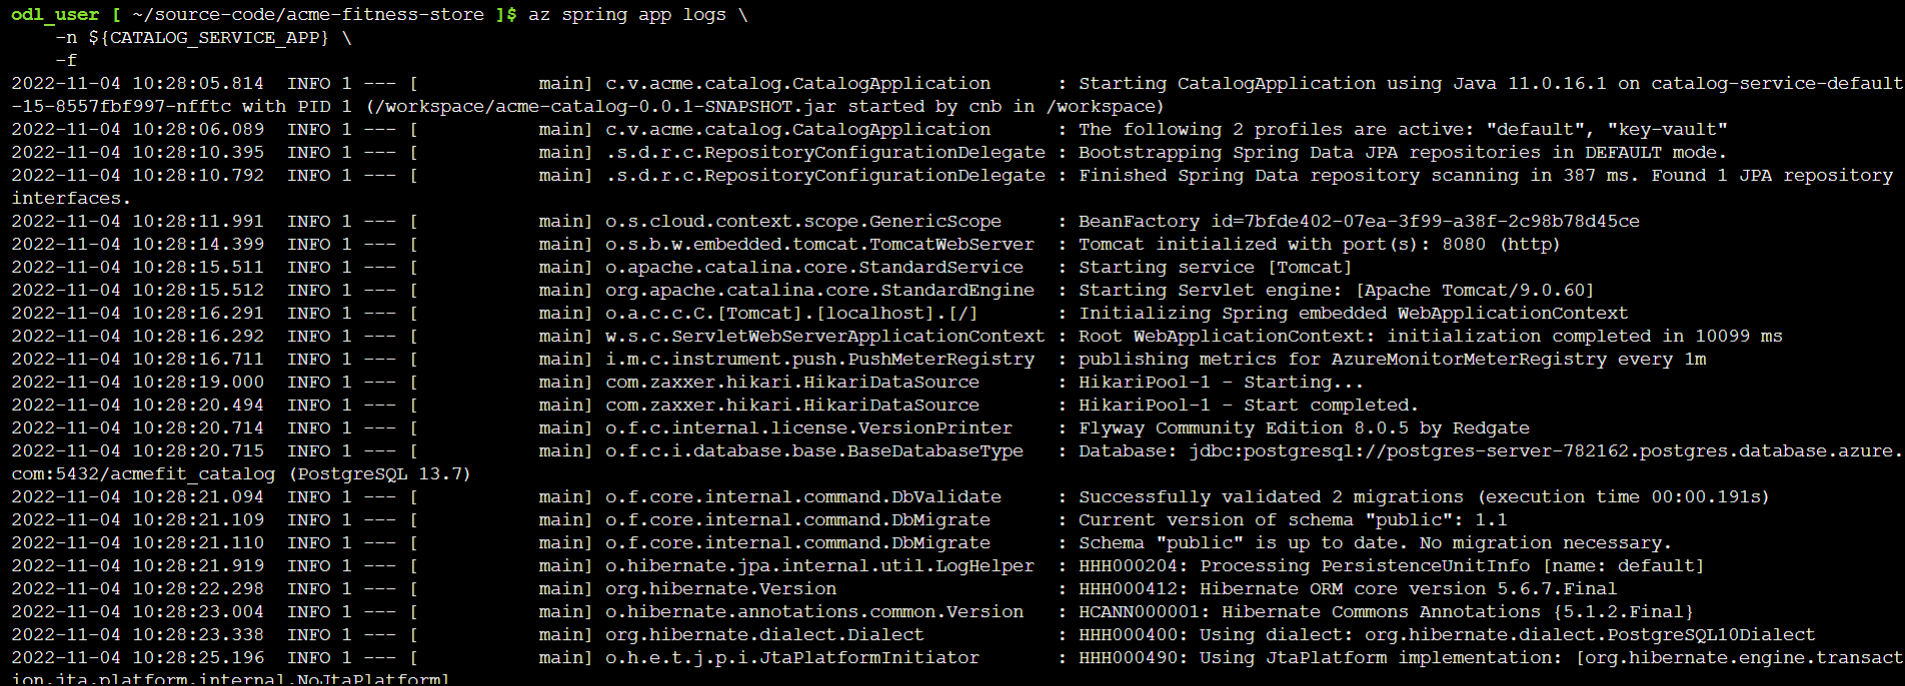 odl_user [ ~/source-code/acme-fitness-store ]$ az spring app logs \
    -n ${CATALOG_SERVICE_APP} \
    -f
2022-11-04 10:28:05.814  INFO 1 --- [           main] c.v.acme.catalog.CatalogApplication      : Starting CatalogApplication using Java 11.0.16.1 on catalog-service-default
-15-8557fbf997-nfftc with PID 1 (/workspace/acme-catalog-0.0.1-SNAPSHOT.jar started by cnb in /workspace)
2022-11-04 10:28:06.089  INFO 1 --- [           main] c.v.acme.catalog.CatalogApplication      : The following 2 profiles are active: "default", "key-vault"
2022-11-04 10:28:10.395  INFO 1 --- [           main] .s.d.r.c.RepositoryConfigurationDelegate : Bootstrapping Spring Data JPA repositories in DEFAULT mode.
2022-11-04 10:28:10.792  INFO 1 --- [           main] .s.d.r.c.RepositoryConfigurationDelegate : Finished Spring Data repository scanning in 387 ms. Found 1 JPA repository
interfaces.
2022-11-04 10:28:11.991  INFO 1 --- [           main] o.s.cloud.context.scope.GenericScope     : BeanFactory id=7bfde402-07ea-3f99-a38f-2c98b78d45ce
2022-11-04 10:28:14.399  INFO 1 --- [           main] o.s.b.w.embedded.tomcat.TomcatWebServer  : Tomcat initialized with port(s): 8080 (http)
2022-11-04 10:28:15.511  INFO 1 --- [           main] o.apache.catalina.core.StandardService   : Starting service [Tomcat]
2022-11-04 10:28:15.512  INFO 1 --- [           main] org.apache.catalina.core.StandardEngine  : Starting Servlet engine: [Apache Tomcat/9.0.60]
2022-11-04 10:28:16.291  INFO 1 --- [           main] o.a.c.c.C.[Tomcat].[localhost].[/]       : Initializing Spring embedded WebApplicationContext
2022-11-04 10:28:16.292  INFO 1 --- [           main] w.s.c.ServletWebServerApplicationContext : Root WebApplicationContext: initialization completed in 10099 ms
2022-11-04 10:28:16.711  INFO 1 --- [           main] i.m.c.instrument.push.PushMeterRegistry  : publishing metrics for AzureMonitorMeterRegistry every 1m
2022-11-04 10:28:19.000  INFO 1 --- [           main] com.zaxxer.hikari.HikariDataSource       : HikariPool-1 - Starting...
2022-11-04 10:28:20.494  INFO 1 --- [           main] com.zaxxer.hikari.HikariDataSource       : HikariPool-1 - Start completed.
2022-11-04 10:28:20.714  INFO 1 --- [           main] o.f.c.internal.license.VersionPrinter    : Flyway Community Edition 8.0.5 by Redgate
2022-11-04 10:28:20.715  INFO 1 --- [           main] o.f.c.i.database.base.BaseDatabaseType   : Database: jdbc:postgresql://postgres-server-782162.postgres.database.azure.
com:5432/acmefit_catalog (PostgreSQL 13.7)
2022-11-04 10:28:21.094  INFO 1 --- [           main] o.f.core.internal.command.DbValidate     : Successfully validated 2 migrations (execution time 00:00.191s)
2022-11-04 10:28:21.109  INFO 1 --- [           main] o.f.core.internal.command.DbMigrate      : Current version of schema "public": 1.1
2022-11-04 10:28:21.110  INFO 1 --- [           main] o.f.core.internal.command.DbMigrate      : Schema "public" is up to date. No migration necessary.
2022-11-04 10:28:21.919  INFO 1 --- [           main] o.hibernate.jpa.internal.util.LogHelper  : HHH000204: Processing PersistenceUnitInfo [name: default]
2022-11-04 10:28:22.298  INFO 1 --- [           main] org.hibernate.Version                    : HHH000412: Hibernate ORM core version 5.6.7.Final
2022-11-04 10:28:23.004  INFO 1 --- [           main] o.hibernate.annotations.common.Version   : HCANN000001: Hibernate Commons Annotations {5.1.2.Final}
2022-11-04 10:28:23.338  INFO 1 --- [           main] org.hibernate.dialect.Dialect            : HHH000400: Using dialect: org.hibernate.dialect.PostgreSQL10Dialect
2022-11-04 10:28:25.196  INFO 1 --- [           main] o.h.e.t.j.p.i.JtaPlatformInitiator       : HHH000490: Using JtaPlatform implementation: [org.hibernate.engine.transact
ion.jta.platform.internal.NoJtaPlatform]